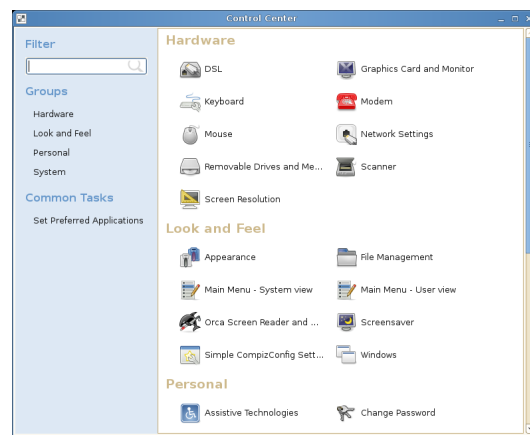 Control Center
Filter
Groups
Hardware
Look and Feel
Personal
System
Common Tasks
Set Preferred Applications
Hardware
DSL
Graphics Card and Monitor
Keyboard
Modem
Mouse
Network Settings
Removable Drives and Me...
Scanner
Screen Resolution
Look and Feel
Appearance
File Management
Main Menu - System view
Main Menu - User view
Orca Screen Reader and ...
Screensaver
Simple CompizConfig Sett...
Windows
Personal
Assistive Technologies
Change Password